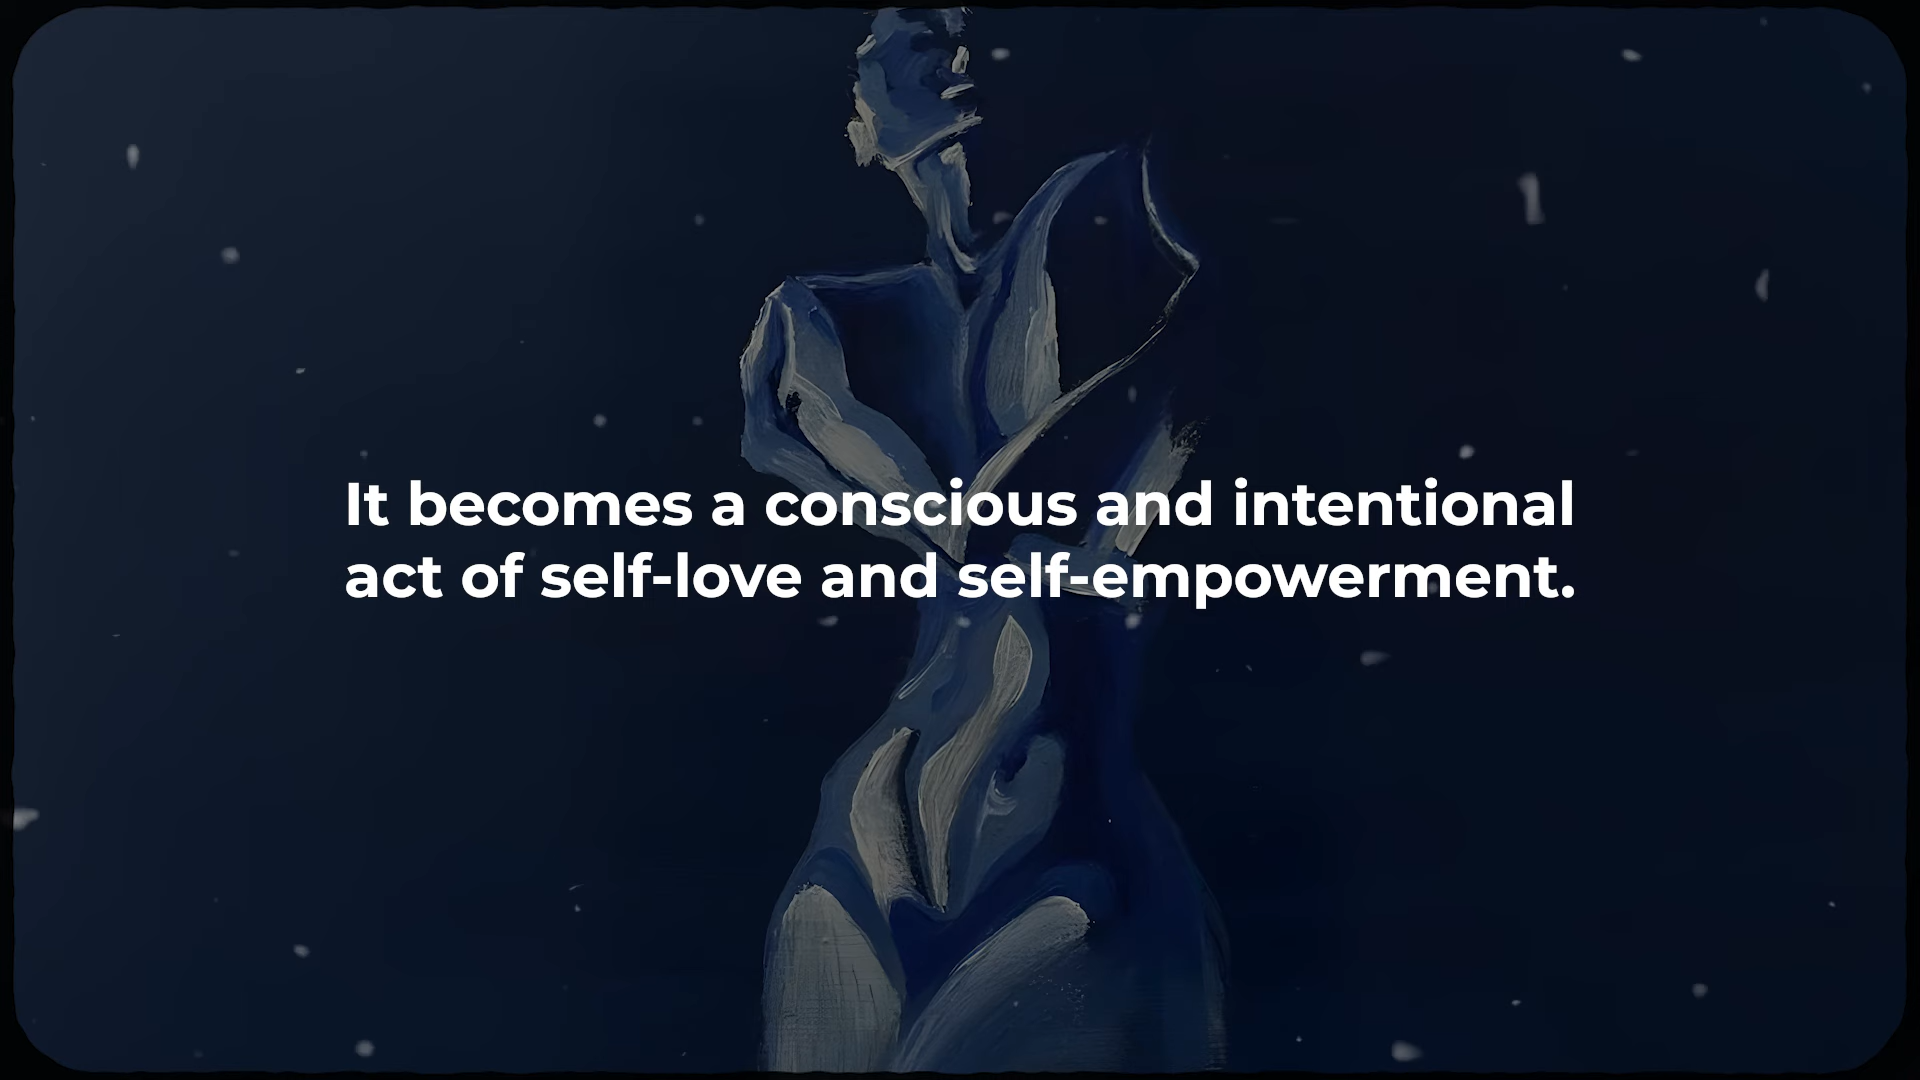 It becomes a conscious and intentional
act of self-love and self-empowerment.